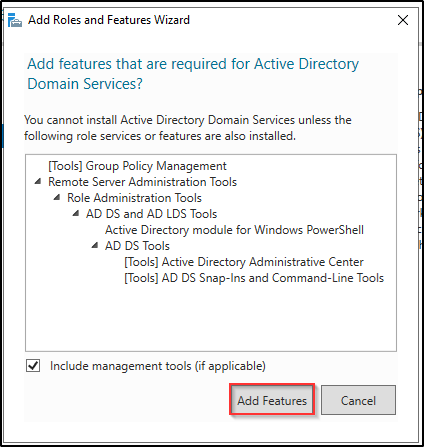 Add Roles and Features Wizard
Add features that are required for Active Directory
Domain Services?
You cannot install Active Directory Domain Services unless the
following role services or features are also installed.
[Tools] Group Policy Management
Remote Server Administration Tools
Role Administration Tools
AD DS and AD LDS Tools
Active Directory module for Windows PowerShell
AD DS Tools
[Tools] Active Directory Administrative Center
[Tools] AD DS Snap-Ins and Command-Line Tools
Include management tools (if applicable)
Add Features
Cancel